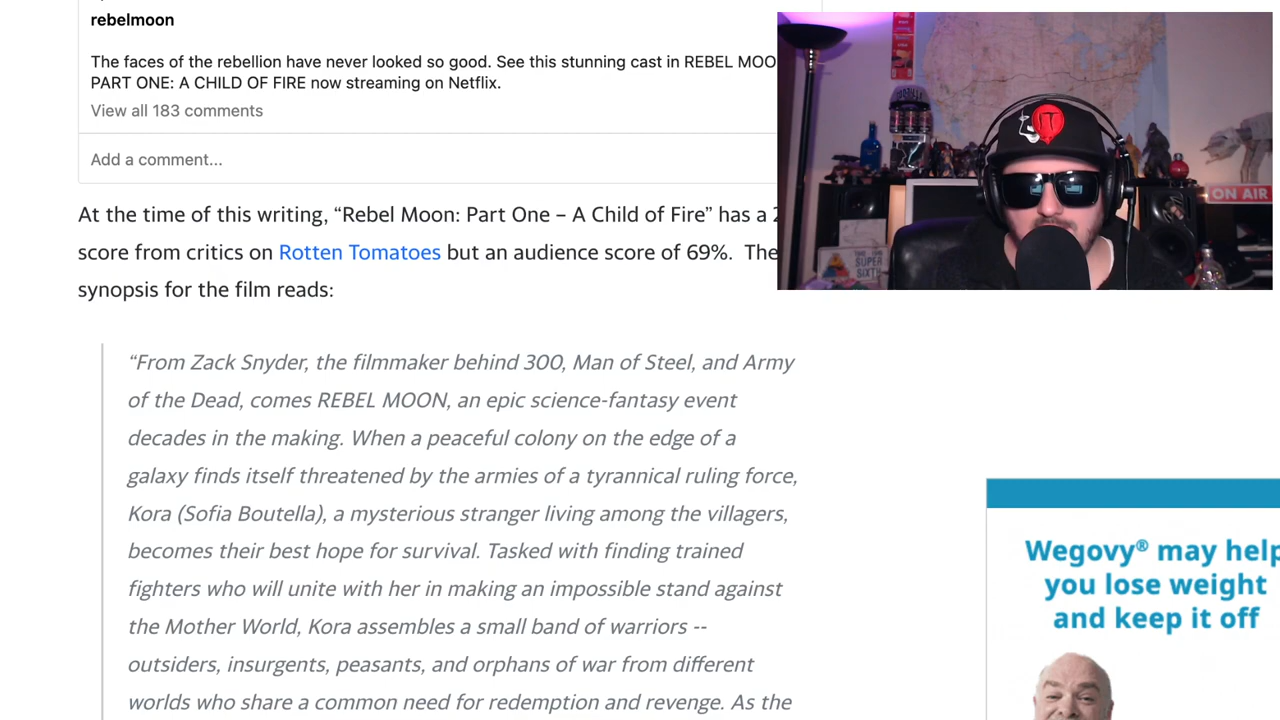 rebelmoon
The faces of the rebellion have never looked so good. See this stunning cast in REBEL MOO
PART ONE: A CHILD OF FIRE now streaming on Netflix.
View all 183 comments
Add a comment...
At the time of this writing, “Rebel Moon: Part One – A Child of Fire” has a 2
score from critics on Rotten Tomatoes but an audience score of 69%. The
synopsis for the film reads:
“From Zack Snyder, the filmmaker behind 300, Man of Steel, and Army
of the Dead, comes REBEL MOON, an epic science-fantasy event
decades in the making. When a peaceful colony on the edge of a
galaxy finds itself threatened by the armies of a tyrannical ruling force,
Kora (Sofia Boutella), a mysterious stranger living among the villagers,
becomes their best hope for survival. Tasked with finding trained
fighters who will unite with her in making an impossible stand against
the Mother World, Kora assembles a small band of warriors --
outsiders, insurgents, peasants, and orphans of war from different
worlds who share a common need for redemption and revenge. As the
IT
ON AIR
SUPER
SIXTH
Wegovy® may help
you lose weight
and keep it off